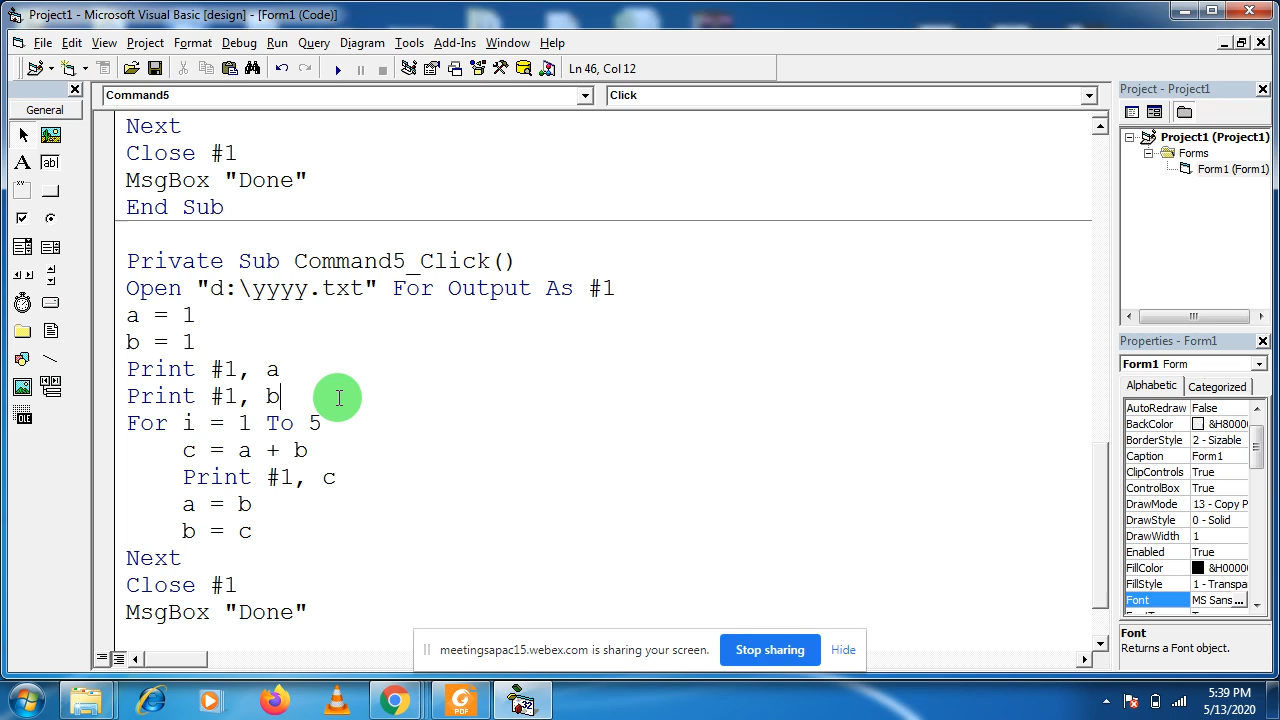 Project1 - Microsoft Visual Basic [design] - [Form1 (Code)]
File Edit View Project Format Debug Run Query Diagram Tools Add-Ins Window Help
Ln 46, Col 12
General
Command5
Click
Next
Close #1
MsgBox "Done"
End Sub
Private Sub Command5_Click()
Open "d:\yyyy.txt" For Output As #1
a = 1
b = 1
Print #1, a
Print #1, b
For i = 1 To 5
c = a + b
Print #1, c
a = b
b = c
Next
Close #1
MsgBox "Done"
Project - Project1
Project1 (Project1)
Forms
Form1 (Form1)
Properties - Form1
Form1 Form
Alphabetic Categorized
AutoRedraw False
BackColor &H8000
BorderStyle 2 - Sizable
Caption Form1
ClipControls True
ControlBox True
DrawMode 13 - Copy P
DrawStyle 0 - Solid
DrawWidth 1
Enabled True
FillColor &H0000
FillStyle 1 - Transpa
Font MS Sans ...
Font
Returns a Font object.
meetingsapac15.webex.com is sharing your screen. Stop sharing Hide
5:39 PM
5/13/2020